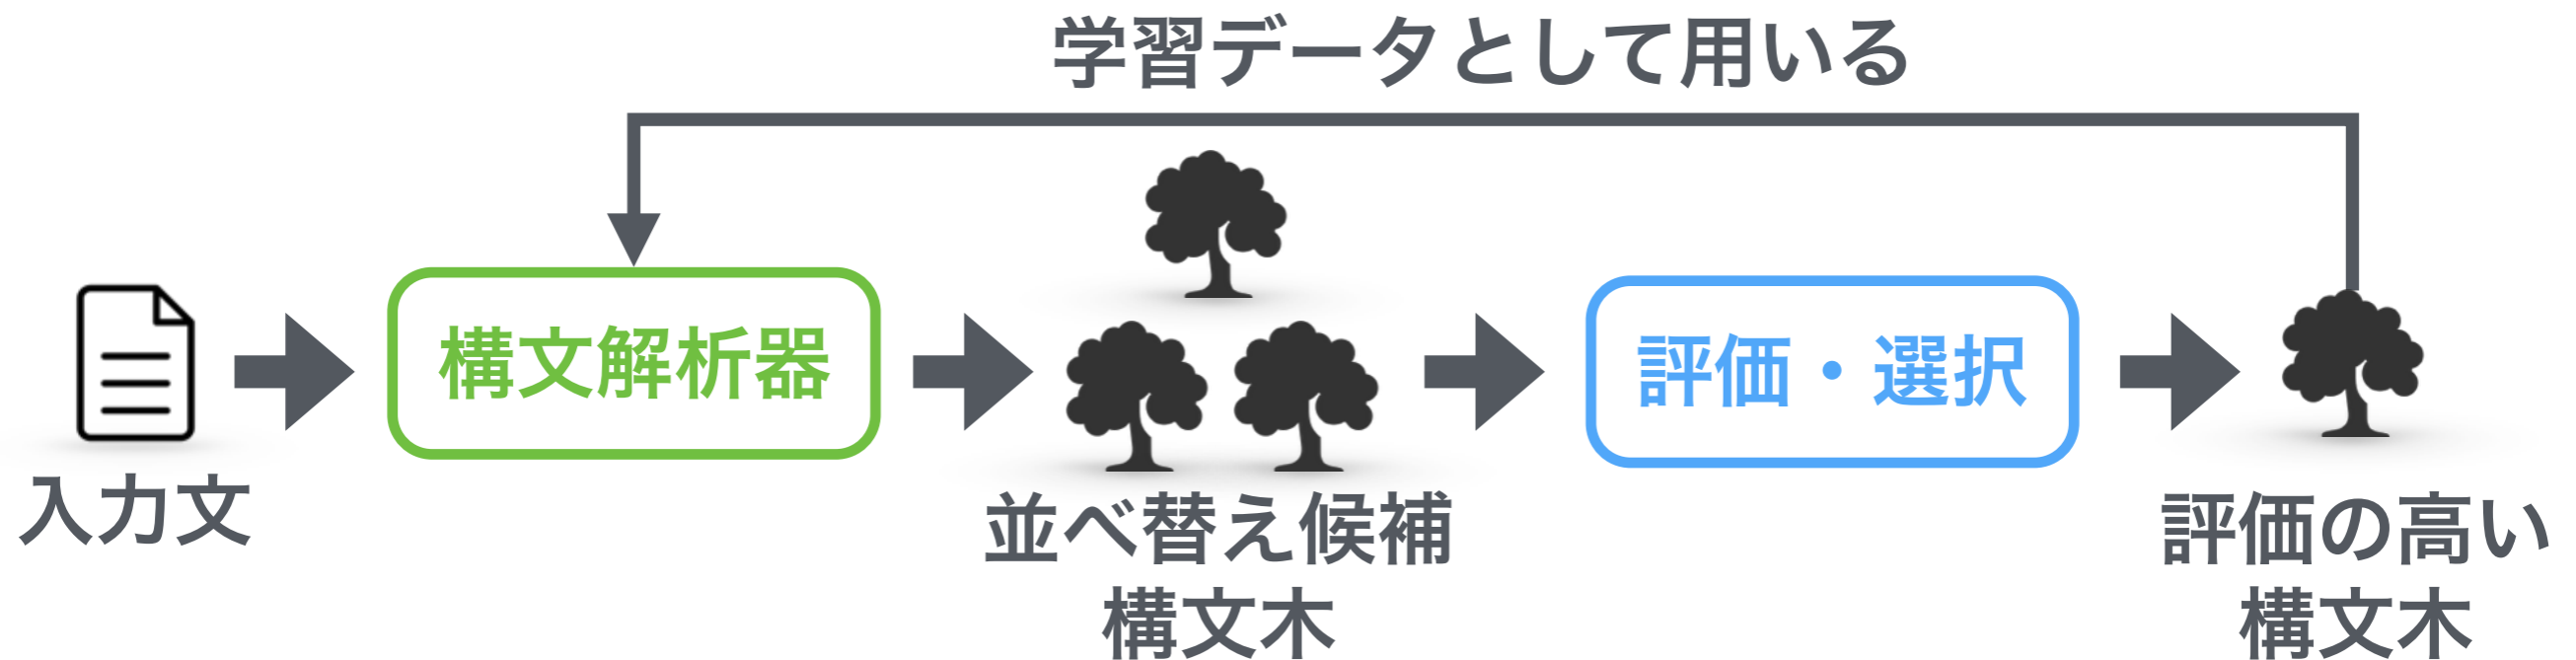 学習データとして用いる
構文解析器
評価・選択
入力文
並べ替え候補
構文木
評価の高い
構文木